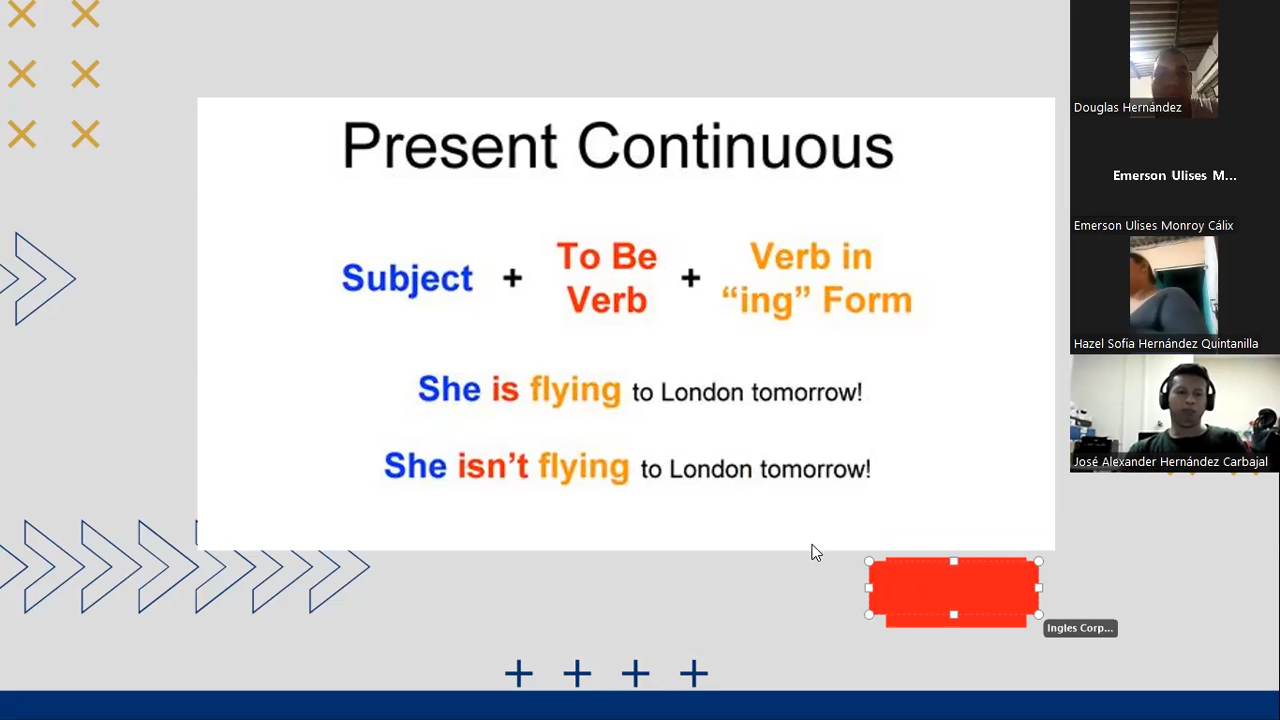 Present Continuous
Subject + To Be Verb + Verb in “ing” Form
She is flying to London tomorrow!
She isn’t flying to London tomorrow!
Ingles Corp...
Douglas Hernández
Emerson Ulises M...
Emerson Ulises Monroy Cálix
Hazel Sofia Hernández Quintanilla
José Alexander Hernández Carbajal